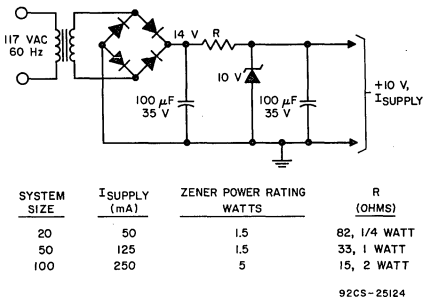 117 VAC
60 Hz
14 V
R
10 V
100 µF
35 V
100 µF
35 V
+10 V,
ISUPPLY
SYSTEM SIZE
ISUPPLY (mA)
ZENER POWER RATING WATTS
R (OHMS)
20 50 1.5 82, 1/4 WATT
50 125 1.5 33, 1 WATT
100 250 5 15, 2 WATT
92CS-25124